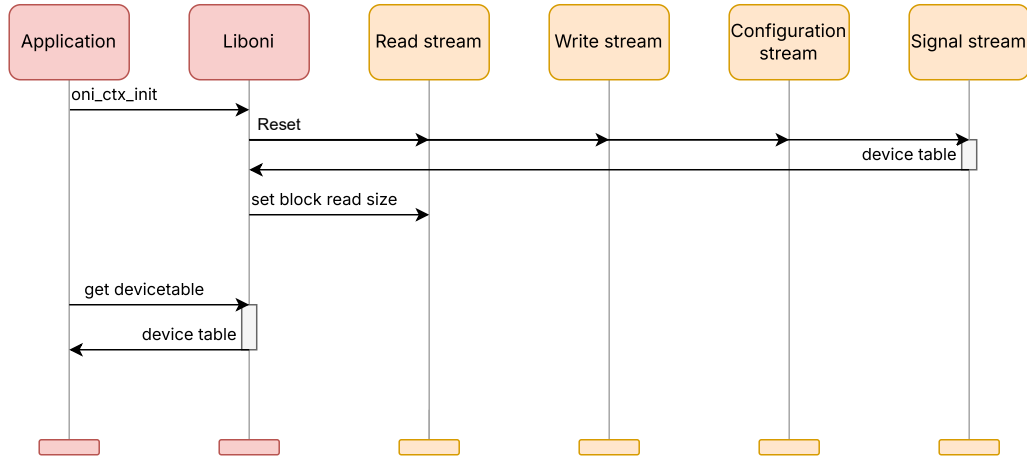 Application
Liboni
Read stream
Write stream
Configuration
stream
Signal stream
oni_ctx_init
Reset
device table
set block read size
get devicetable
device table